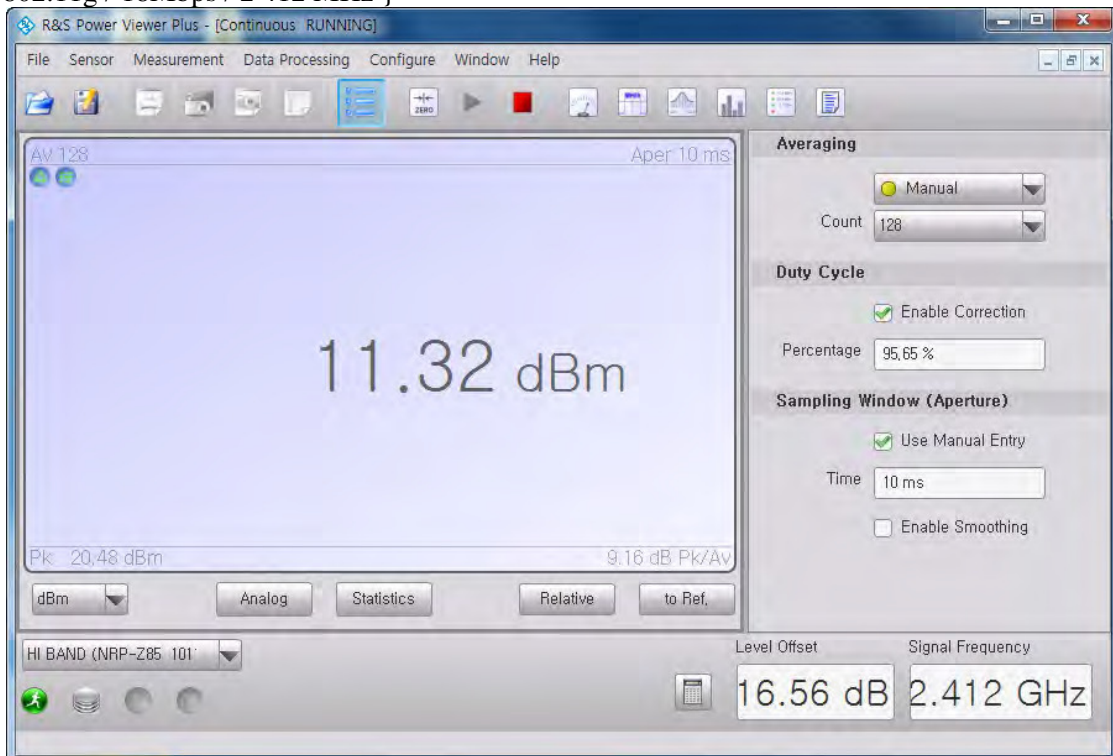 R&S Power Viewer Plus - [Continuous RUNNING]
File Sensor Measurement Data Processing Configure Window Help
ZERO
AV 128 Aper 10 ms
11.32 dBm
Pk 20,48 dBm 9.16 dB Pk/Av
dBm Analog Statistics Relative to Ref,
Averaging
Manual
Count 128
Duty Cycle
Enable Correction
Percentage 95,65 %
Sampling Window (Aperture)
Use Manual Entry
Time 10 ms
Enable Smoothing
HI BAND (NRP-Z85 101
Level Offset Signal Frequency
16.56 dB 2.412 GHz